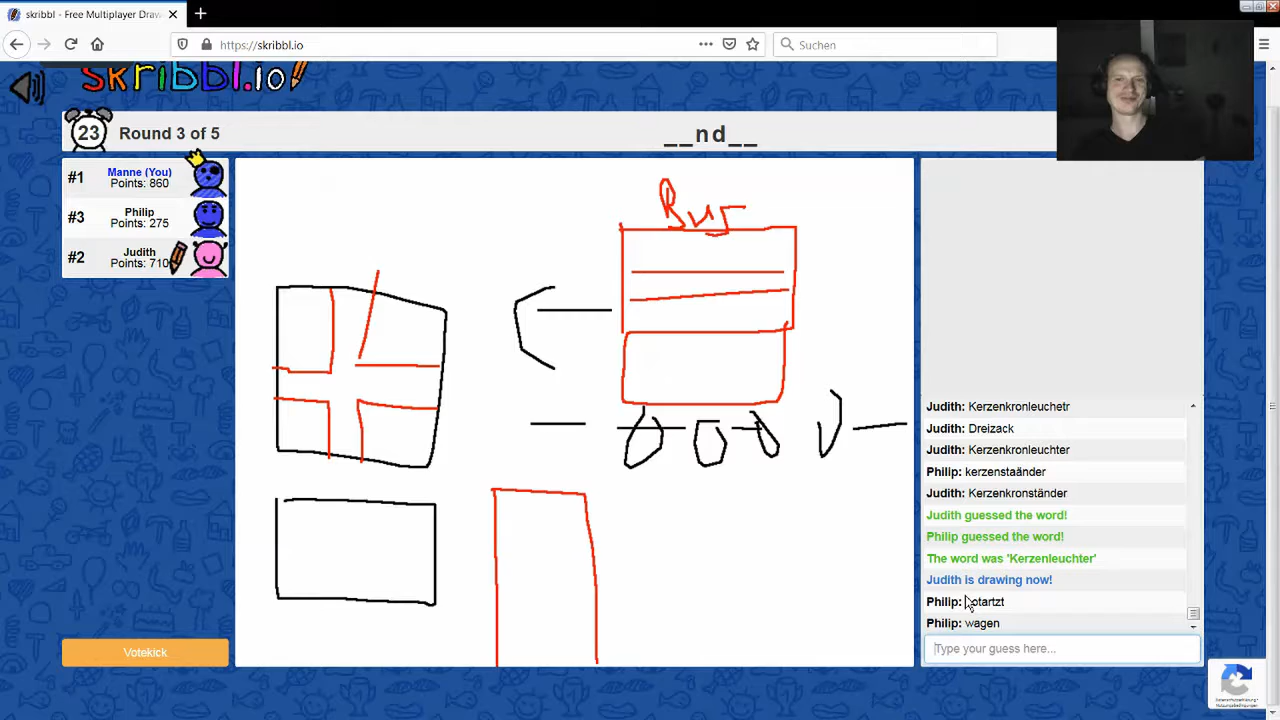 skribbl - Free Multiplayer Draw
https://skribbl.io
Suchen
skribbl.io
23
Round 3 of 5
__nd__
#1
Manne (You)
Points: 860
#3
Philip
Points: 275
#2
Judith
Points: 710
Bus
Judith: Kerzenkronleuchetr
Judith: Dreizack
Judith: Kerzenkronleuchter
Philip: kerzenstaänder
Judith: Kerzenkronständer
Judith guessed the word!
Philip guessed the word!
The word was 'Kerzenleuchter'
Judith is drawing now!
Philip: otartzt
Philip: wagen
Type your guess here...
Votekick